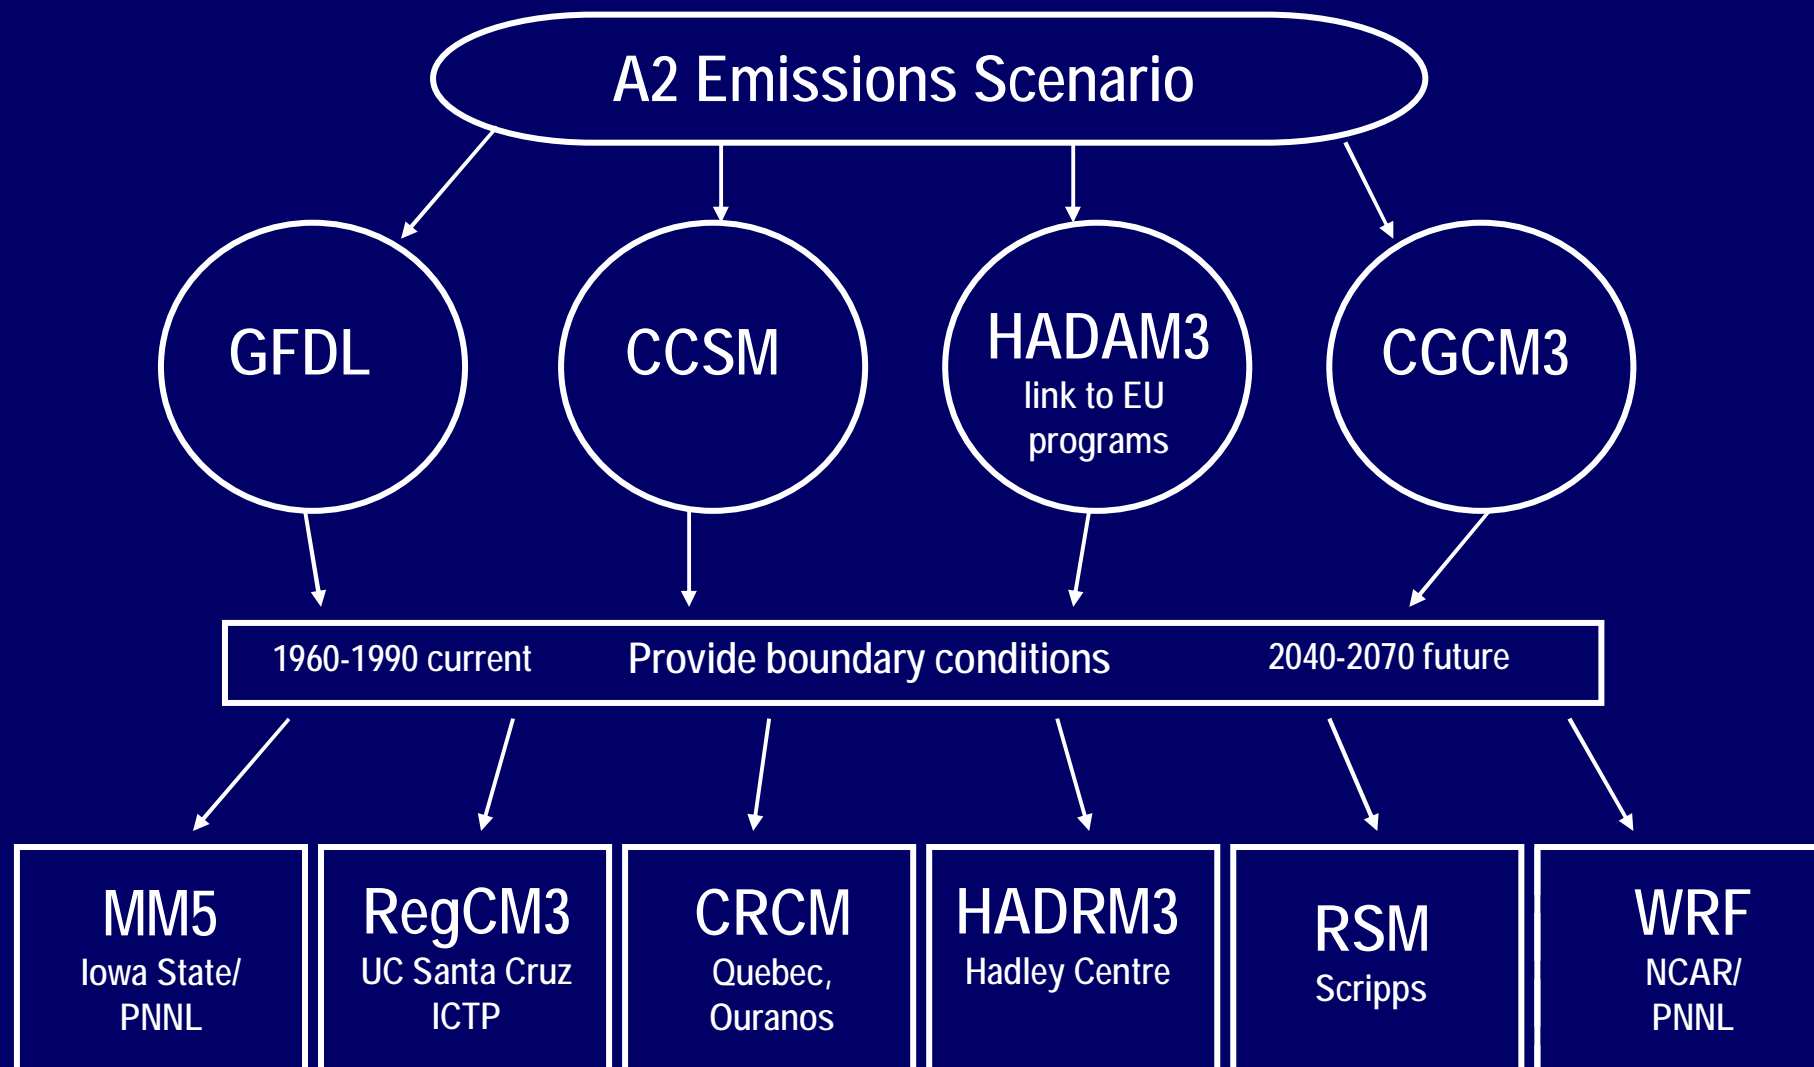 A2 Emissions Scenario
GFDL
CCSM
HADAM3
link to EU
programs
CGCM3
1960-1990 current
Provide boundary conditions
2040-2070 future
MM5
Iowa State/
PNNL
RegCM3
UC Santa Cruz
ICTP
CRCM
Quebec,
Ouranos
HADRM3
Hadley Centre
RSM
Scripps
WRF
NCAR/
PNNL